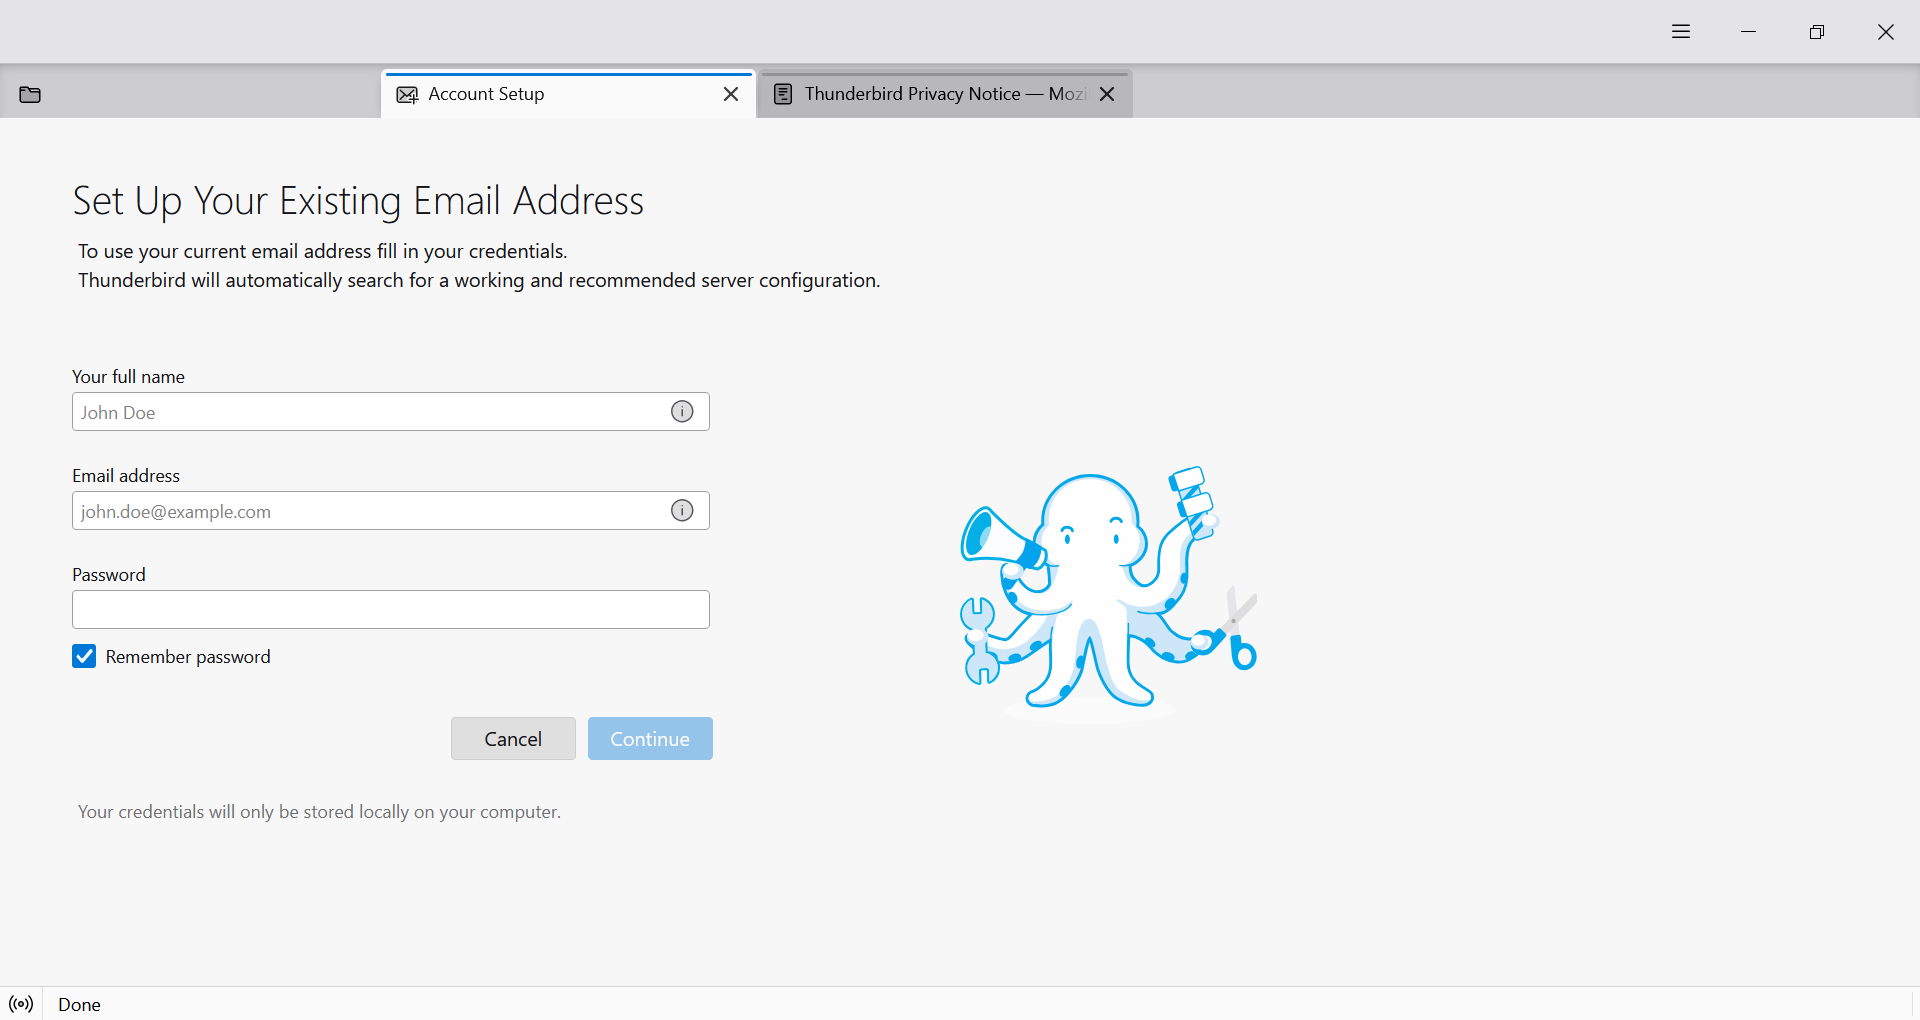 Account Setup
Thunderbird Privacy Notice — Mozi
Set Up Your Existing Email Address
To use your current email address fill in your credentials.
Thunderbird will automatically search for a working and recommended server configuration.
Your full name
John Doe
Email address
john.doe@example.com
Password
Remember password
Cancel
Continue
Your credentials will only be stored locally on your computer.
Done